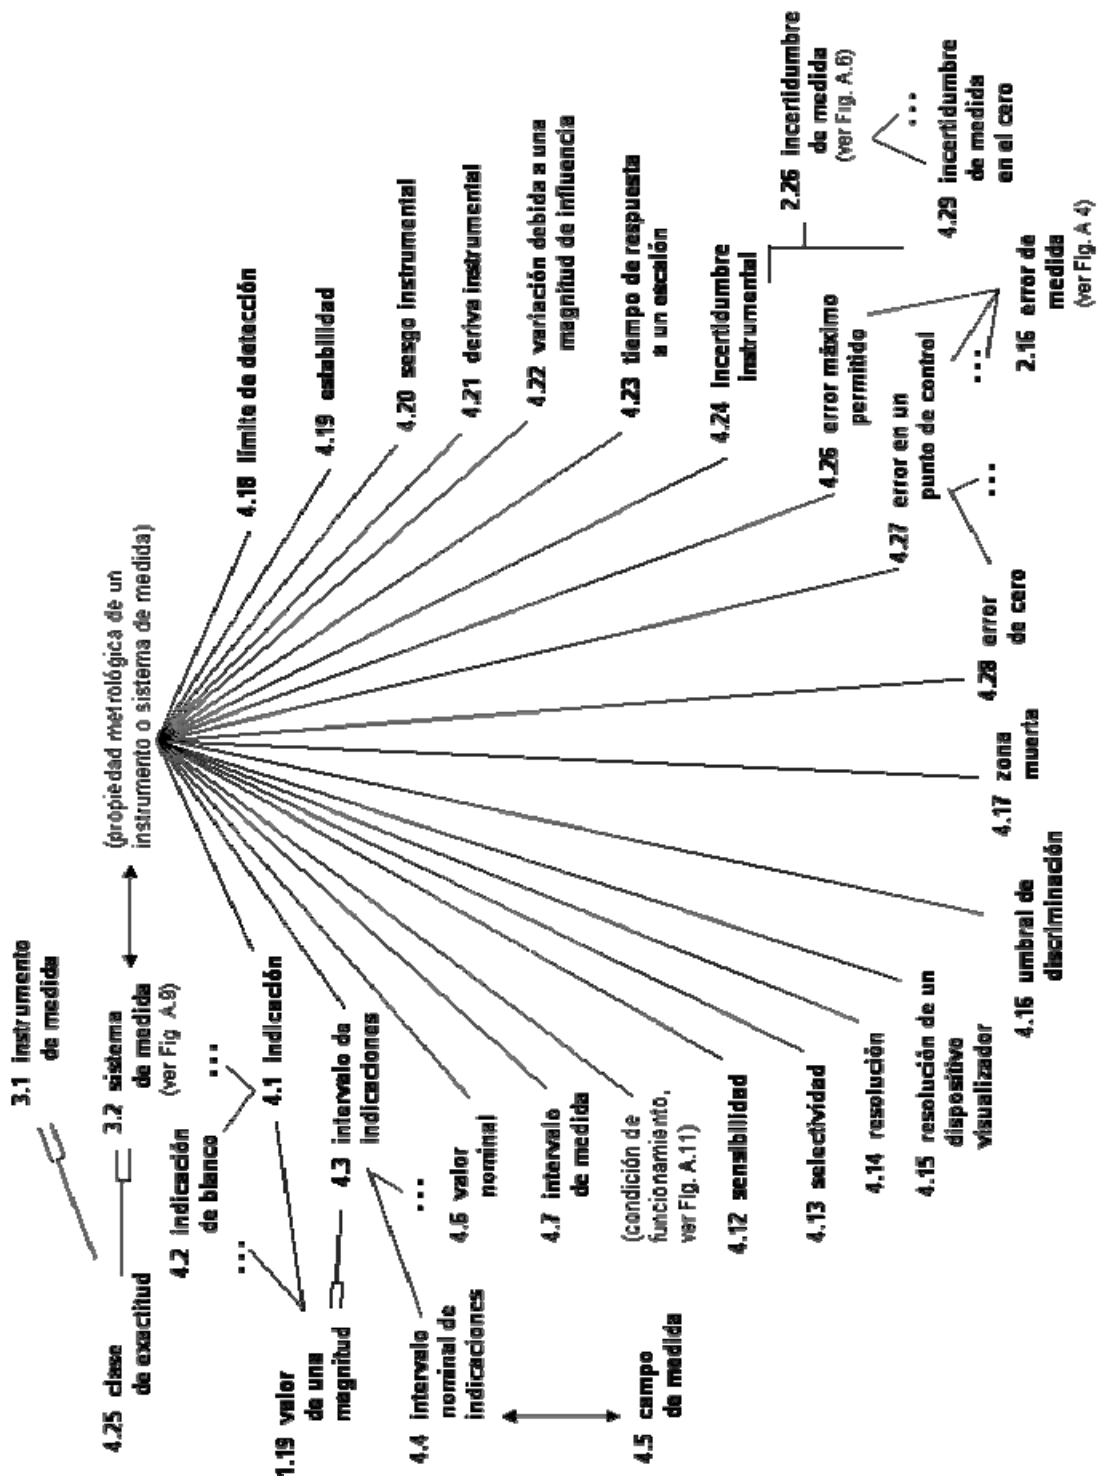 3.1 instrumento
de medida
4.25 clase
de exactitud
3.2 sistema
de medida
(ver Fig A.9)
(propiedad metrológica de un
instrumento o sistema de medida)
4.2 indicación
de blanco
...
...
4.1 indicación
1.19 valor
de una
magnitud
4.3 intervalo de
indicaciones
...
4.4 intervalo
nominal de
indicaciones
4.5 campo
de medida
4.6 valor
nominal
4.7 intervalo
de medida
(condición de
funcionamiento,
ver Fig. A.11)
4.12 sensibilidad
4.13 selectividad
4.14 resolución
4.15 resolución de un
dispositivo
visualizador
4.16 umbral de
discriminación
4.17 zona
muerta
4.28 error
de cero
...
4.27 error en un
punto de control
4.26 error máximo
permitido
...
2.16 error de
medida
(ver Fig. A 4)
4.24 incertidumbre
instrumental
2.26 incertidumbre
de medida
(ver Fig. A.6)
...
4.29 incertidumbre
de medida
en el cero
4.23 tiempo de respuesta
a un escalón
4.22 variación debida a una
magnitud de influencia
4.21 deriva instrumental
4.20 sesgo instrumental
4.19 estabilidad
4.18 límite de detección